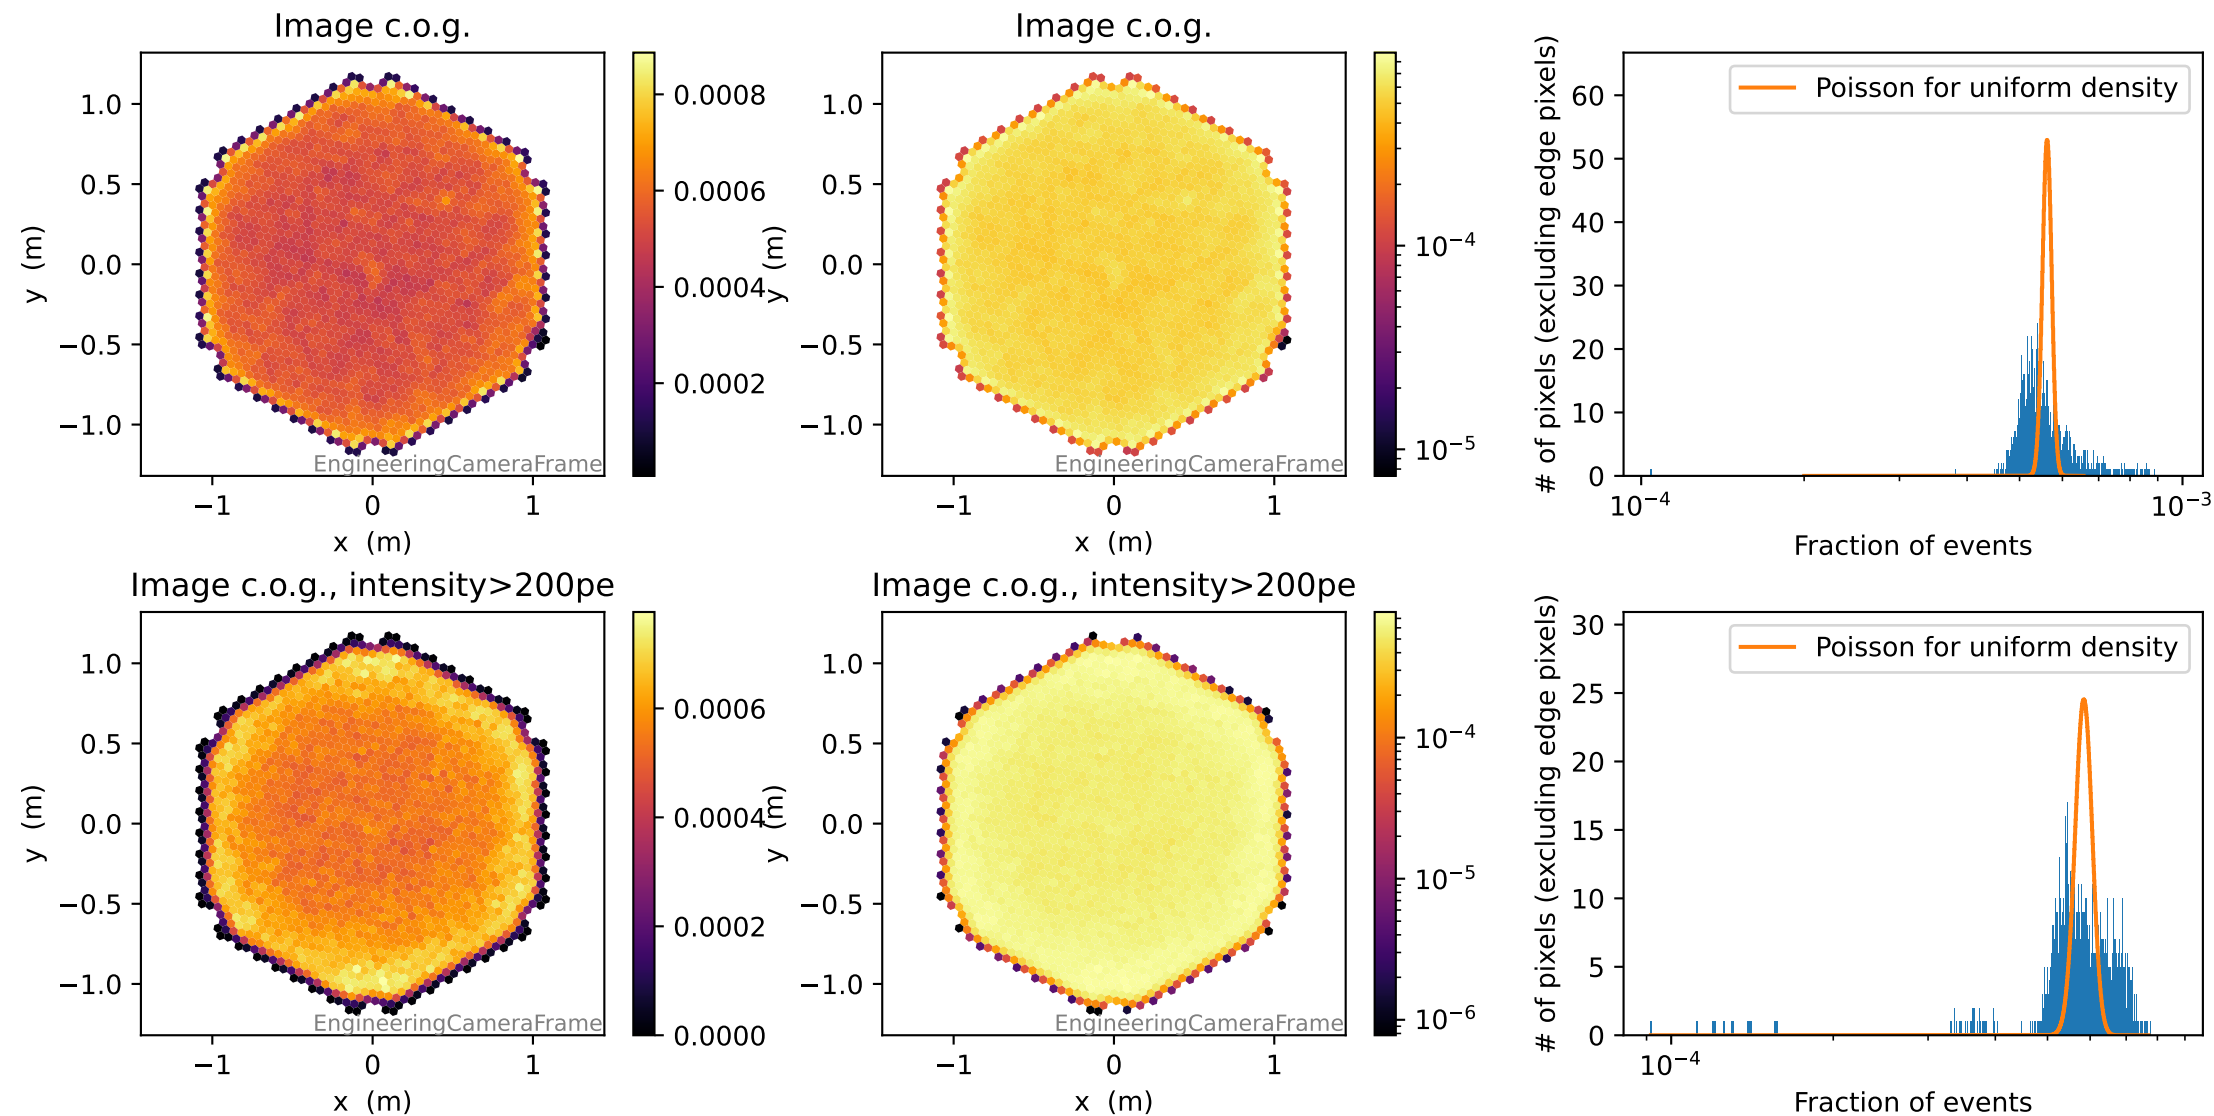 Image c.o.g.
1.0
0.5
0.0
−0.5
−1.0
y (m)
−1
0
1
x (m)
EngineeringCameraFrame
0.0008
0.0006
0.0004
0.0002
Image c.o.g.
1.0
0.5
0.0
−0.5
−1.0
y (m)
−1
0
1
x (m)
EngineeringCameraFrame
10⁻⁴
10⁻⁵
Poisson for uniform density
# of pixels (excluding edge pixels)
60
50
40
30
20
10
0
10⁻⁴
10⁻³
Fraction of events
Image c.o.g., intensity>200pe
1.0
0.5
0.0
−0.5
−1.0
y (m)
−1
0
1
x (m)
EngineeringCameraFrame
0.0006
0.0004
0.0002
0.0000
Image c.o.g., intensity>200pe
1.0
0.5
0.0
−0.5
−1.0
y (m)
−1
0
1
x (m)
EngineeringCameraFrame
10⁻⁴
10⁻⁵
10⁻⁶
Poisson for uniform density
# of pixels (excluding edge pixels)
30
25
20
15
10
5
0
10⁻⁴
Fraction of events